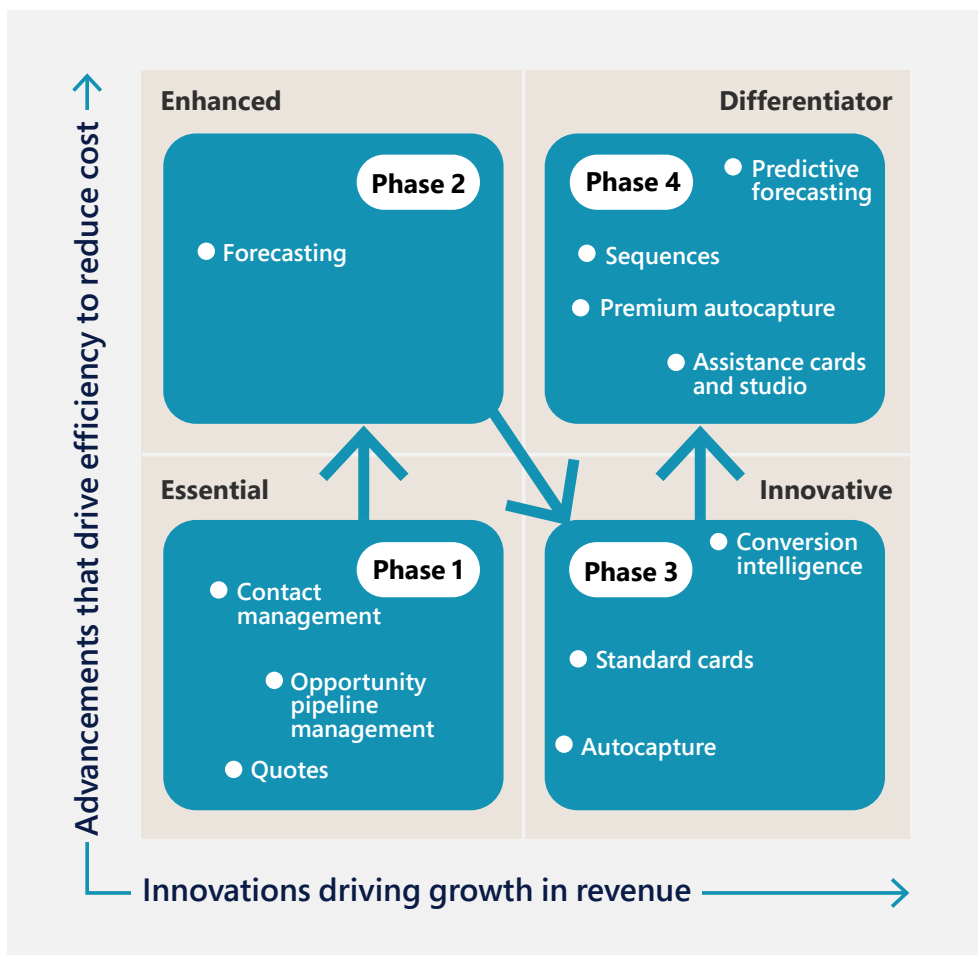 Advancements that drive efficiency to reduce cost
Enhanced
Phase 2
Forecasting
Differentiator
Phase 4
Predictive
forecasting
Sequences
Premium autocapture
Assistance cards
and studio
Essential
Phase 1
Contact
management
Opportunity
pipeline
management
Quotes
Innovative
Phase 3
Conversion
intelligence
Standard cards
Autocapture
Innovations driving growth in revenue